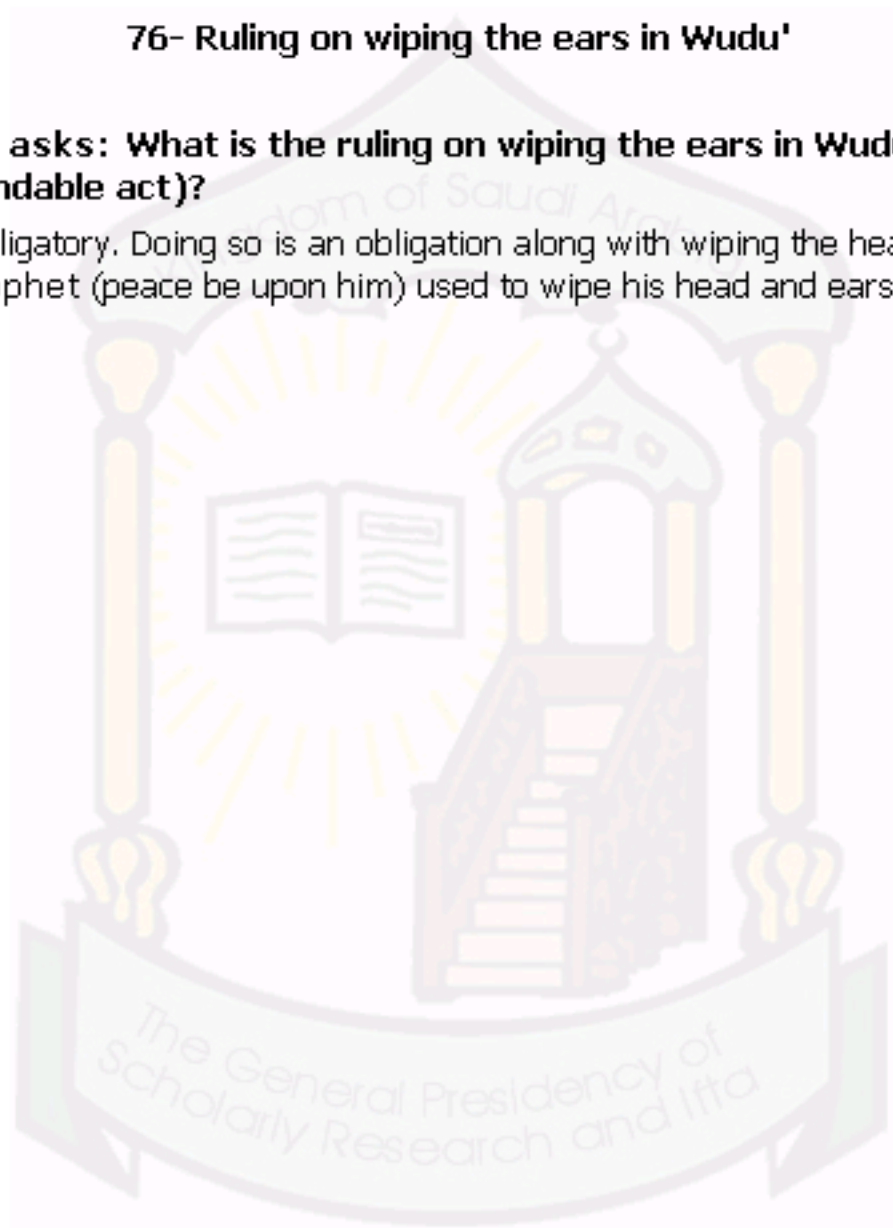 76- Ruling on wiping the ears in Wudu'
asks: What is the ruling on wiping the ears in Wud
ndable act)?
ligatory. Doing so is an obligation along with wiping the hea
phet (peace be upon him) used to wipe his head and ears
Kingdom of Saudi Arabia
The General Presidency of
Scholarly Research and Ifta